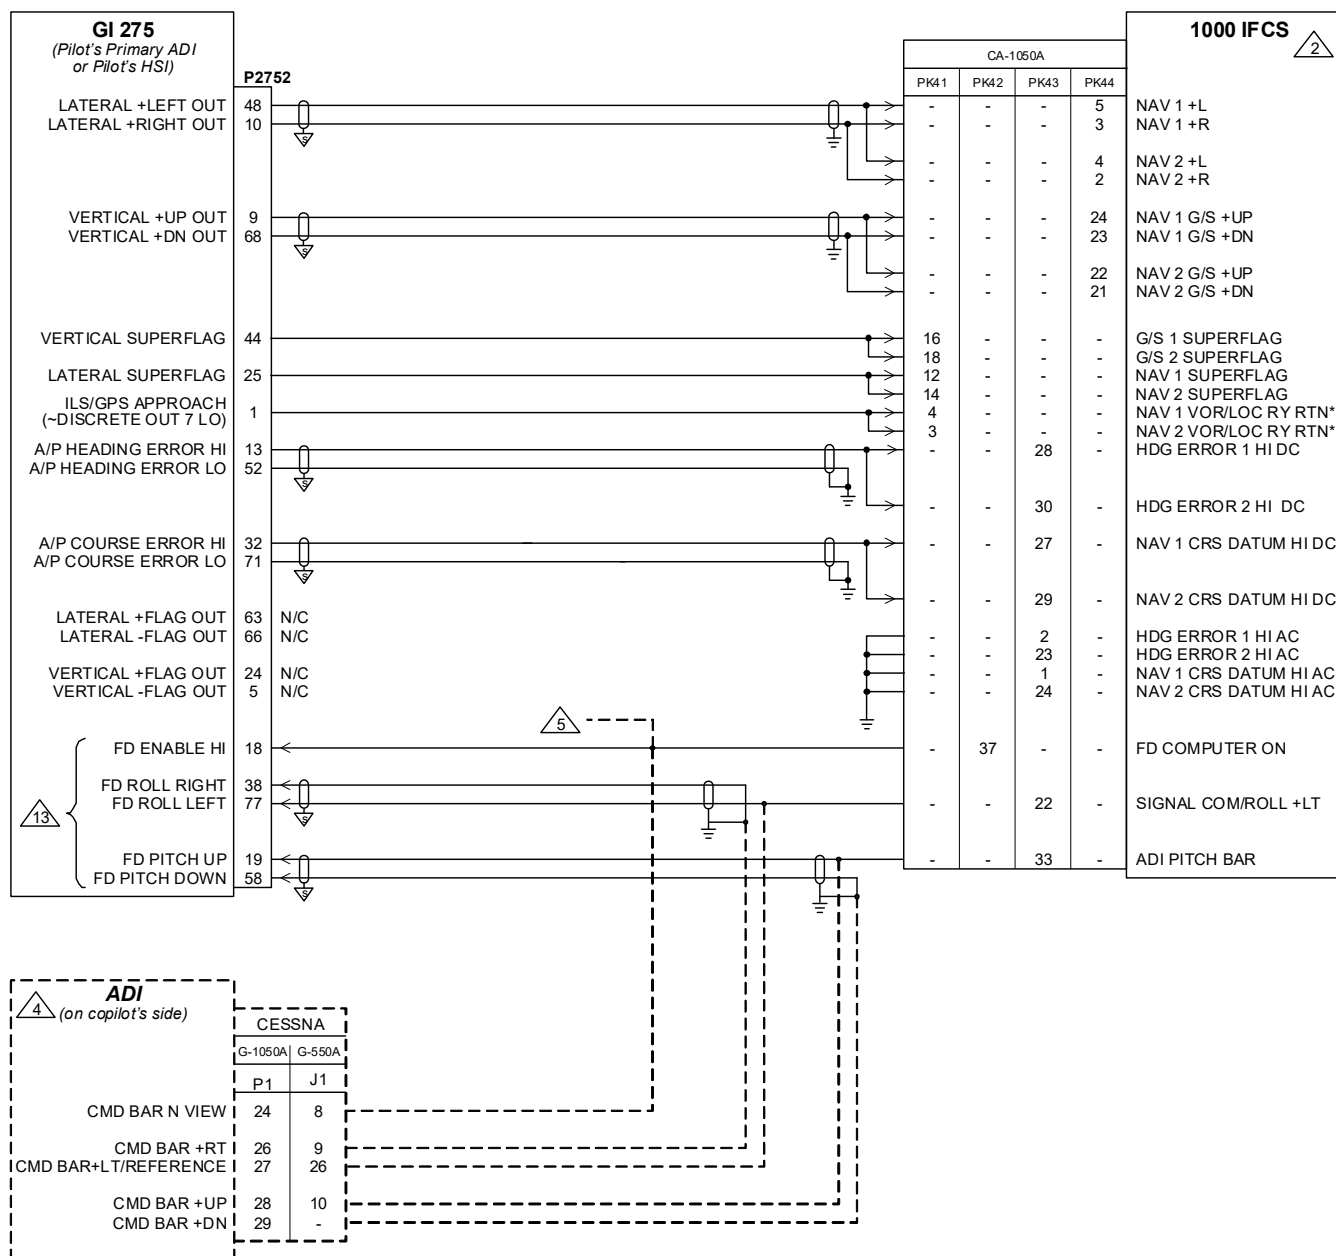 GI 275
(Pilot's Primary ADI
or Pilot's HSI)
P2752
1000 IFCS
2
CA-1050A
PK41 PK42 PK43 PK44
LATERAL +LEFT OUT 48 - - - 5 NAV 1 +L
LATERAL +RIGHT OUT 10 - - - 3 NAV 1 +R
S
- - - 4 NAV 2 +L
- - - 2 NAV 2 +R
VERTICAL +UP OUT 9 - - - 24 NAV 1 G/S +UP
VERTICAL +DN OUT 68 - - - 23 NAV 1 G/S +DN
S
- - - 22 NAV 2 G/S +UP
- - - 21 NAV 2 G/S +DN
VERTICAL SUPERFLAG 44 16 - - - G/S 1 SUPERFLAG
18 - - - G/S 2 SUPERFLAG
LATERAL SUPERFLAG 25 12 - - - NAV 1 SUPERFLAG
14 - - - NAV 2 SUPERFLAG
ILS/GPS APPROACH
(~DISCRETE OUT 7 LO) 1 4 - - - NAV 1 VOR/LOC RY RTN*
3 - - - NAV 2 VOR/LOC RY RTN*
A/P HEADING ERROR HI 13 - - 28 - HDG ERROR 1 HI DC
A/P HEADING ERROR LO 52
S
- - 30 - HDG ERROR 2 HI DC
A/P COURSE ERROR HI 32 - - 27 - NAV 1 CRS DATUM HI DC
A/P COURSE ERROR LO 71
S
- - 29 - NAV 2 CRS DATUM HI DC
LATERAL +FLAG OUT 63 N/C
LATERAL -FLAG OUT 66 N/C - - 2 - HDG ERROR 1 HI AC
- - 23 - HDG ERROR 2 HI AC
VERTICAL +FLAG OUT 24 N/C - - 1 - NAV 1 CRS DATUM HI AC
VERTICAL -FLAG OUT 5 N/C - - 24 - NAV 2 CRS DATUM HI AC
5
FD ENABLE HI 18 - 37 - - FD COMPUTER ON
13
FD ROLL RIGHT 38
FD ROLL LEFT 77 - - 22 - SIGNAL COM/ROLL +LT
S
FD PITCH UP 19 - - 33 - ADI PITCH BAR
FD PITCH DOWN 58
S
4
ADI
(on copilot's side)
CESSNA
G-1050A G-550A
P1 J1
CMD BAR N VIEW 24 8
CMD BAR +RT 26 9
CMD BAR+LT/REFERENCE 27 26
CMD BAR +UP 28 10
CMD BAR +DN 29 -